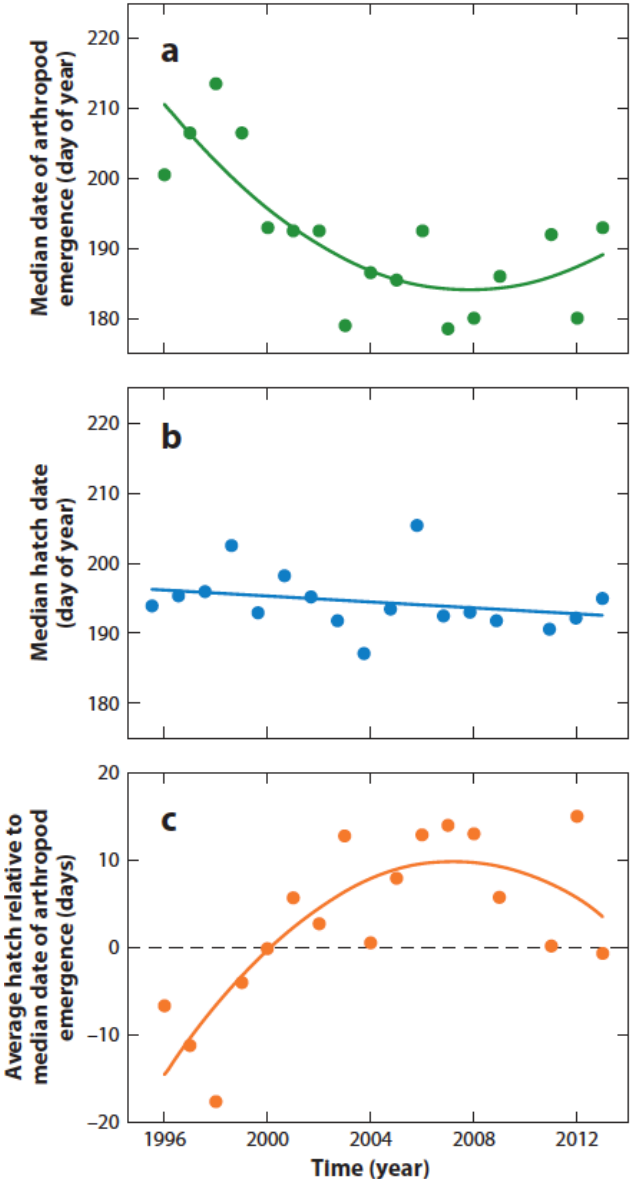 a
Median date of arthropod
emergence (day of year)
220
210
200
190
180
b
Median hatch date
(day of year)
220
210
200
190
180
c
Average hatch relative to
median date of arthropod
emergence (days)
20
10
0
–10
–20
1996 2000 2004 2008 2012
Time (year)